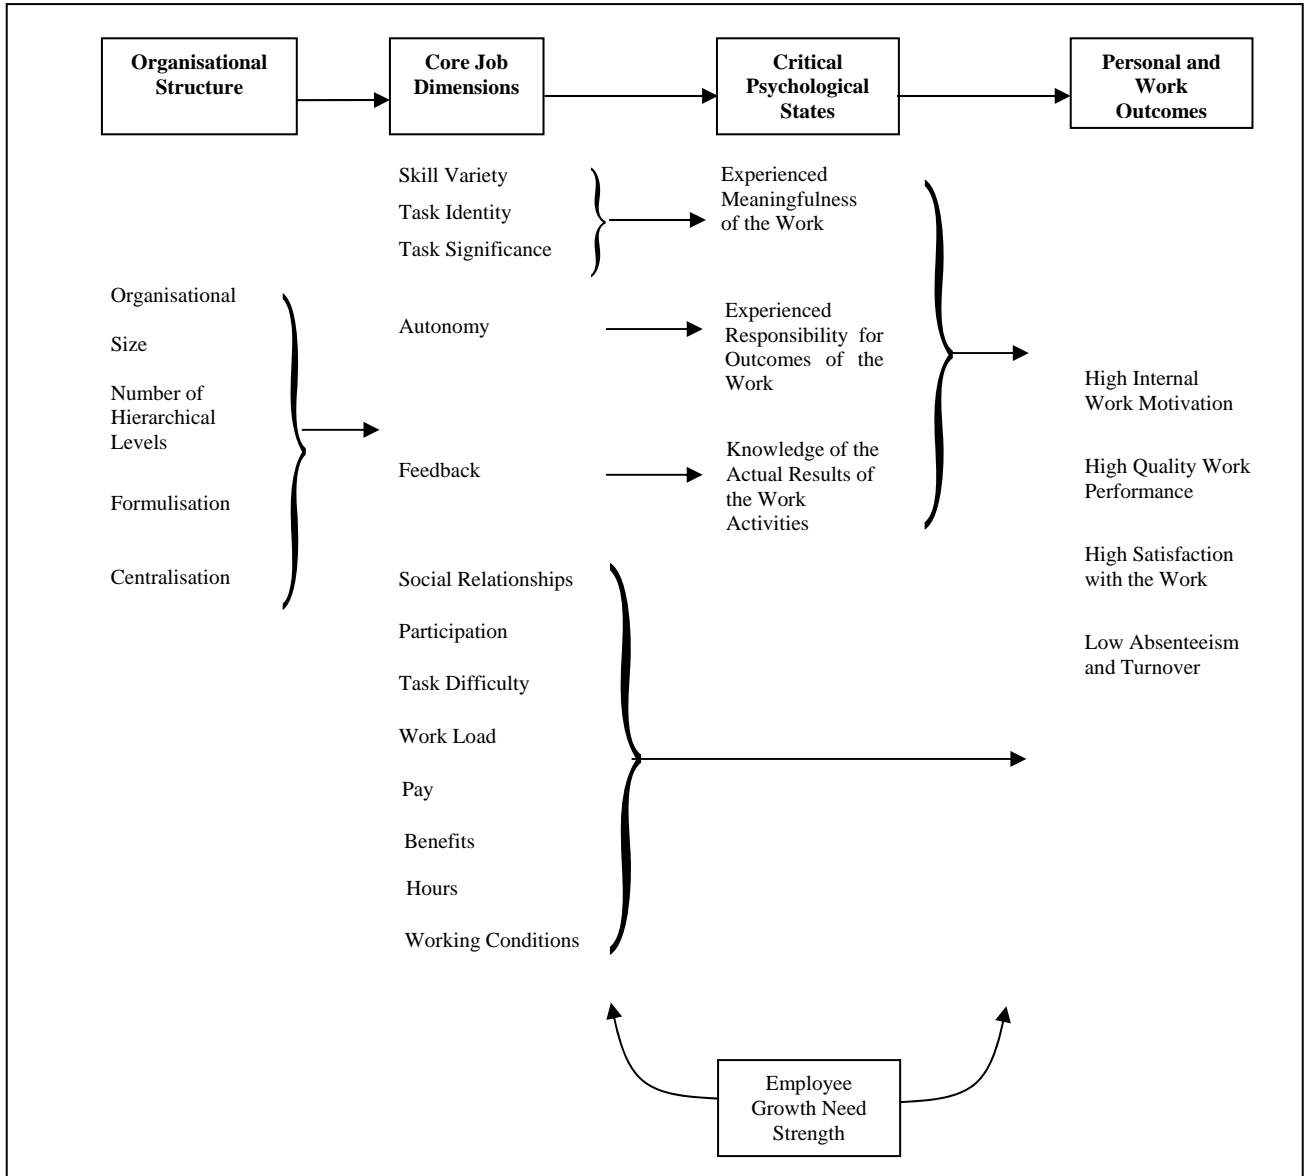 Organisational
Structure
Core Job
Dimensions
Critical
Psychological
States
Personal and
Work
Outcomes
Organisational
Size
Number of
Hierarchical
Levels
Formulisation
Centralisation
Skill Variety
Task Identity
Task Significance
Autonomy
Feedback
Social Relationships
Participation
Task Difficulty
Work Load
Pay
Benefits
Hours
Working Conditions
Experienced
Meaningfulness
of the Work
Experienced
Responsibility for
Outcomes of the
Work
Knowledge of the
Actual Results of
the Work
Activities
High Internal
Work Motivation
High Quality Work
Performance
High Satisfaction
with the Work
Low Absenteeism
and Turnover
Employee
Growth Need
Strength